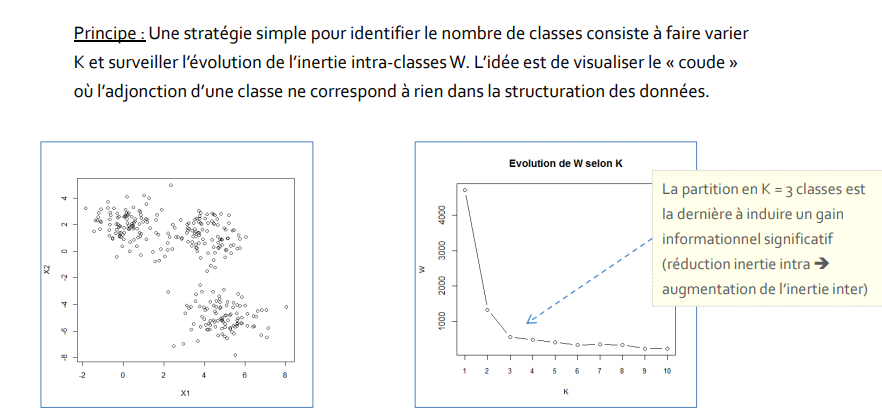 Principe : Une stratégie simple pour identifier le nombre de classes consiste à faire varier
K et surveiller l’évolution de l’inertie intra-classes W. L’idée est de visualiser le « coude »
où l’adjonction d’une classe ne correspond à rien dans la structuration des données.
X2
4
2
0
-2
-4
-6
-8
-2 0 2 4 6 8
X1
Evolution de W selon K
W
4000
3000
2000
1000
1 2 3 4 5 6 7 8 9 10
K
La partition en K = 3 classes est
la dernière à induire un gain
informationnel significatif
(réduction inertie intra ➔
augmentation de l’inertie inter)